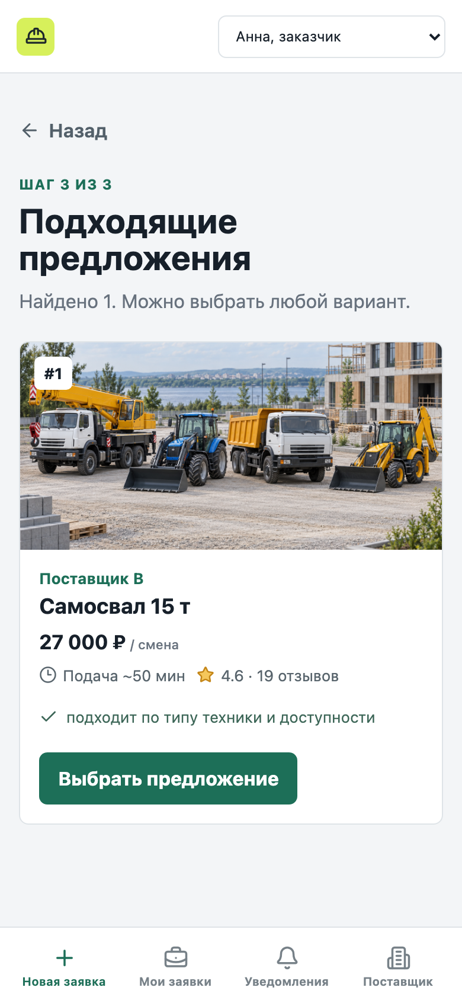 Анна, заказчик
Назад
ШАГ 3 ИЗ 3
Подходящие
предложения
Найдено 1. Можно выбрать любой вариант.
#1
Поставщик B
Самосвал 15 т
27 000 ₽ / смена
Подача ~50 мин 4.6 · 19 отзывов
подходит по типу техники и доступности
Выбрать предложение
Новая заявка Мои заявки Уведомления Поставщик